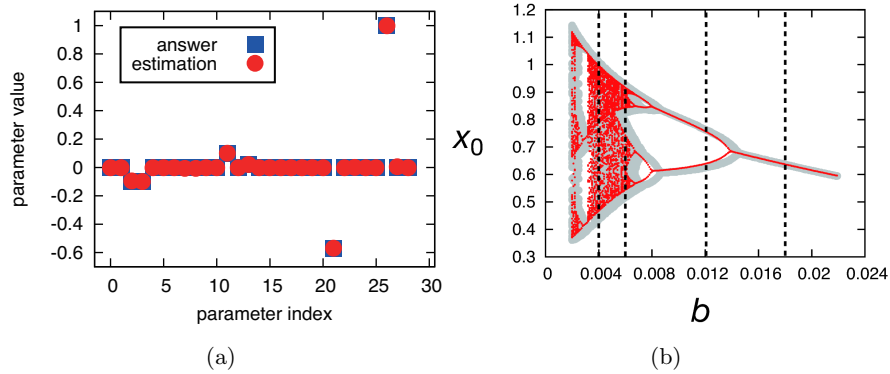 1
0.8
0.6
0.4
0.2
0
-0.2
-0.4
-0.6
parameter value
answer
estimation
0 5 10 15 20 25 30
parameter index
(a)
1.2
1.1
1
0.9
0.8
0.7
0.6
0.5
0.4
0.3
x0
0 0.004 0.008 0.012 0.016 0.02 0.024
b
(b)